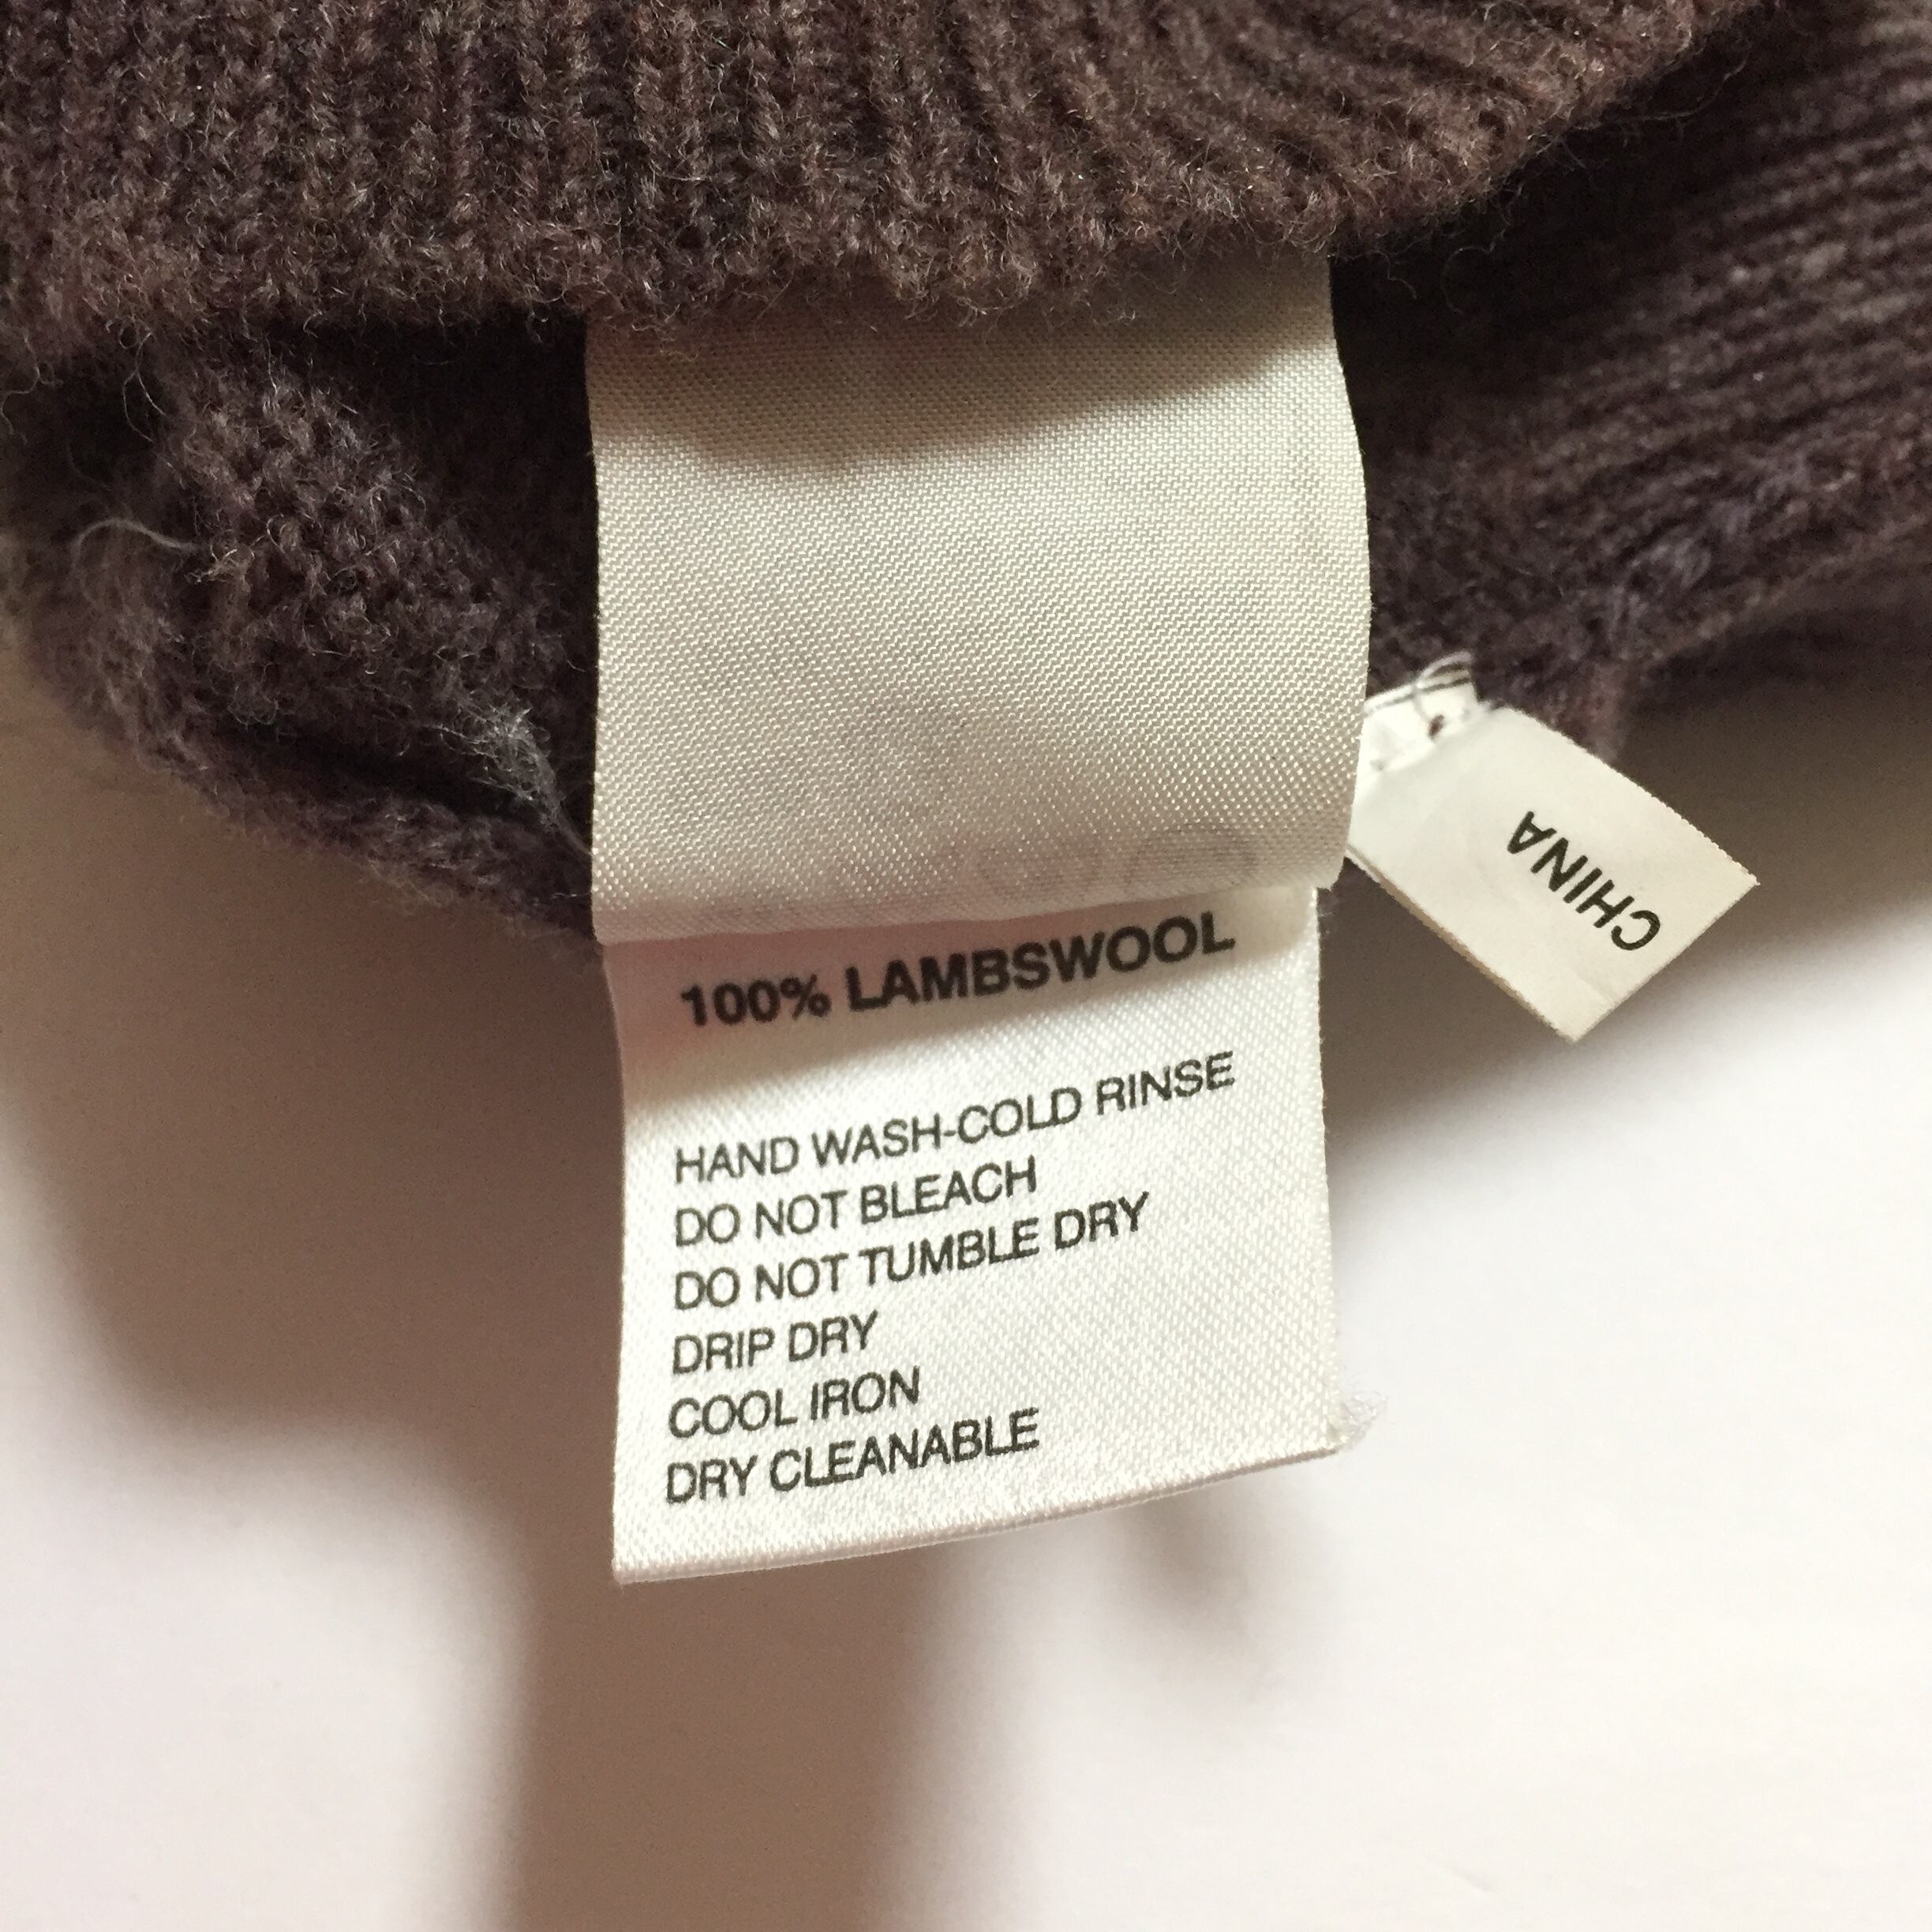 100% LAMBSWOOL
HAND WASH-COLD RINSE
DO NOT BLEACH
DO NOT TUMBLE DRY
DRIP DRY
COOL IRON
DRY CLEANABLE
CHINA